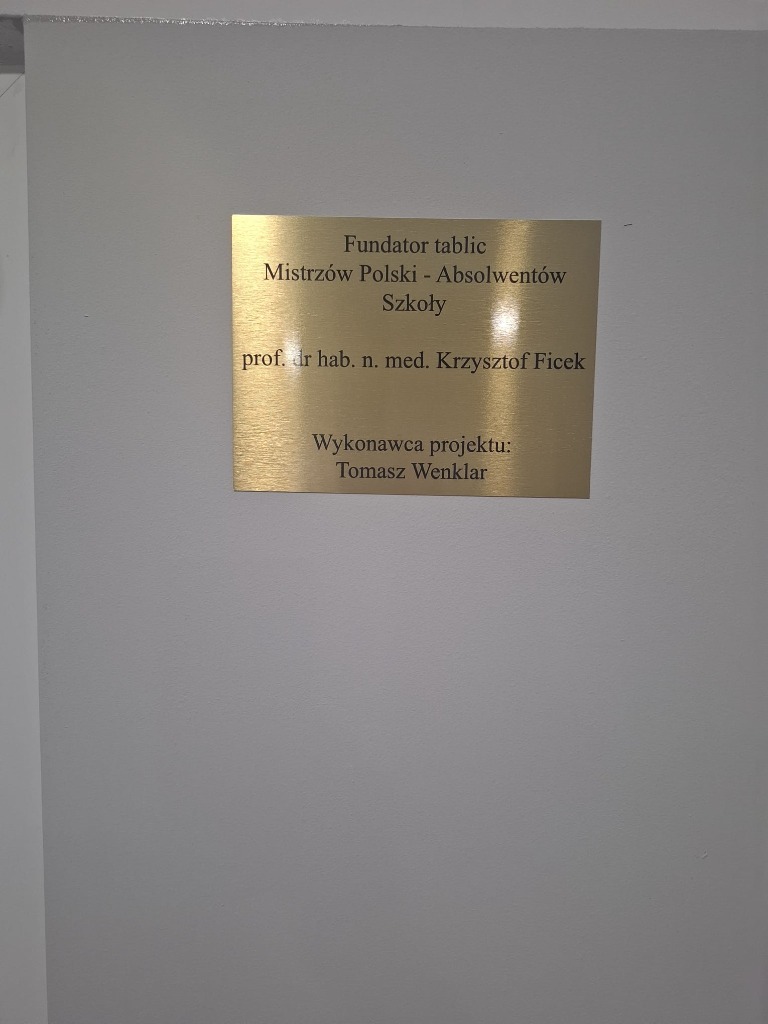 Fundator tablic
Mistrzów Polski - Absolwentów
Szkoły
prof. dr hab. n. med. Krzysztof Ficek
Wykonawca projektu:
Tomasz Wenklar